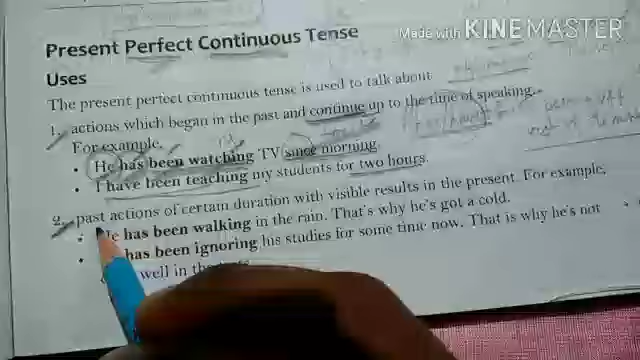 Made with KINEMASTER
Present Perfect Continuous Tense
Uses
The present perfect continuous tense is used to talk about
1. actions which began in the past and continue up to the time of speaking.
For example,
• He has been watching TV since morning.
• I have been teaching my students for two hours.
2. past actions of certain duration with visible results in the present. For example,
• He has been walking in the rain. That's why he's got a cold.
• has been ignoring his studies for some time now. That is why he's not
well in the